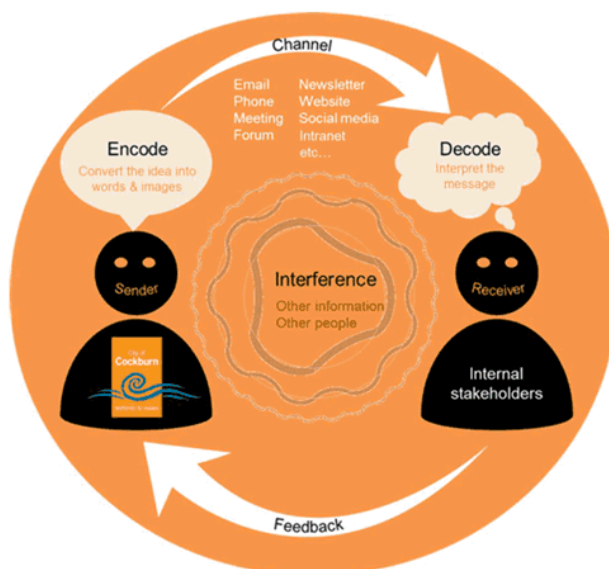 Channel
Email
Phone
Meeting
Forum
Newsletter
Website
Social media
Intranet
etc...
Encode
Convert the idea into
words & images
Decode
Interpret the
message
Interference
Other information
Other people
Sender
City of
Cockburn
Receiver
Internal
stakeholders
Feedback